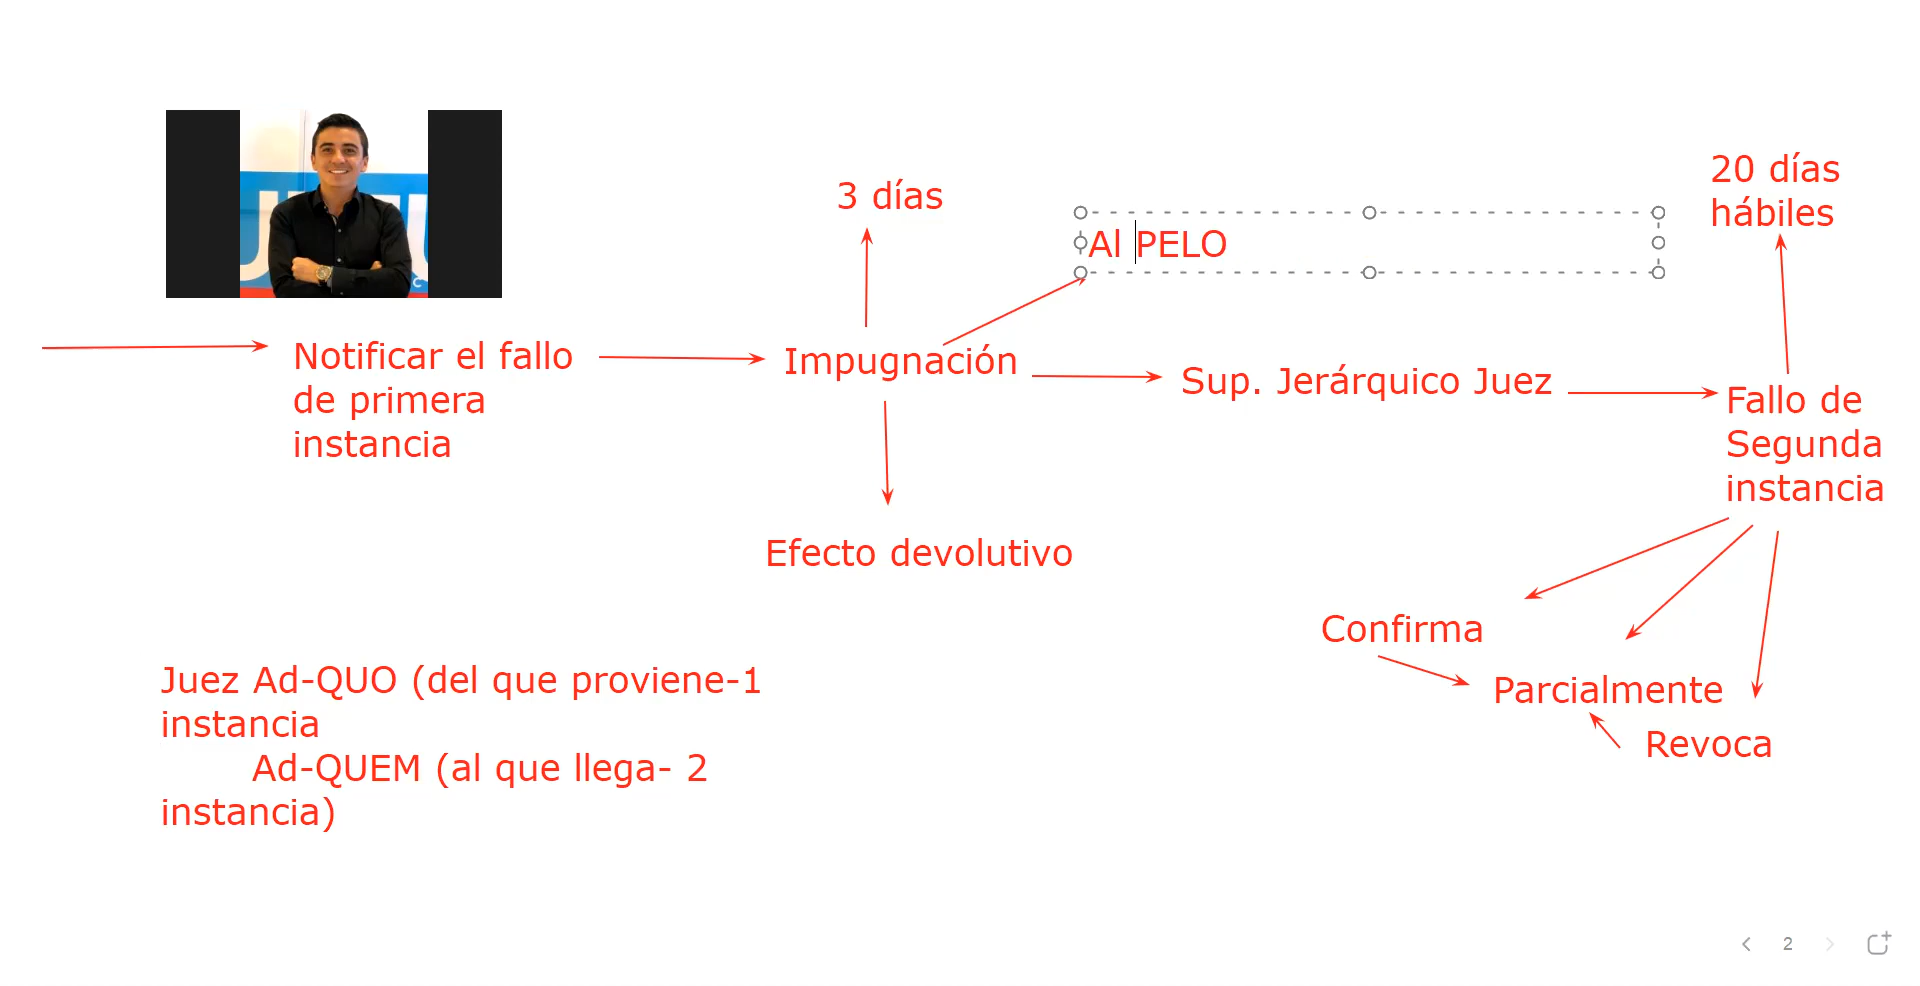 3 días
20 días
hábiles
Al PELO
Notificar el fallo
de primera
instancia
Impugnación
Sup. Jerárquico Juez
Fallo de
Segunda
instancia
Efecto devolutivo
Confirma
Parcialmente
Revoca
Juez Ad-QUO (del que proviene-1
instancia
Ad-QUEM (al que llega- 2
instancia)
2